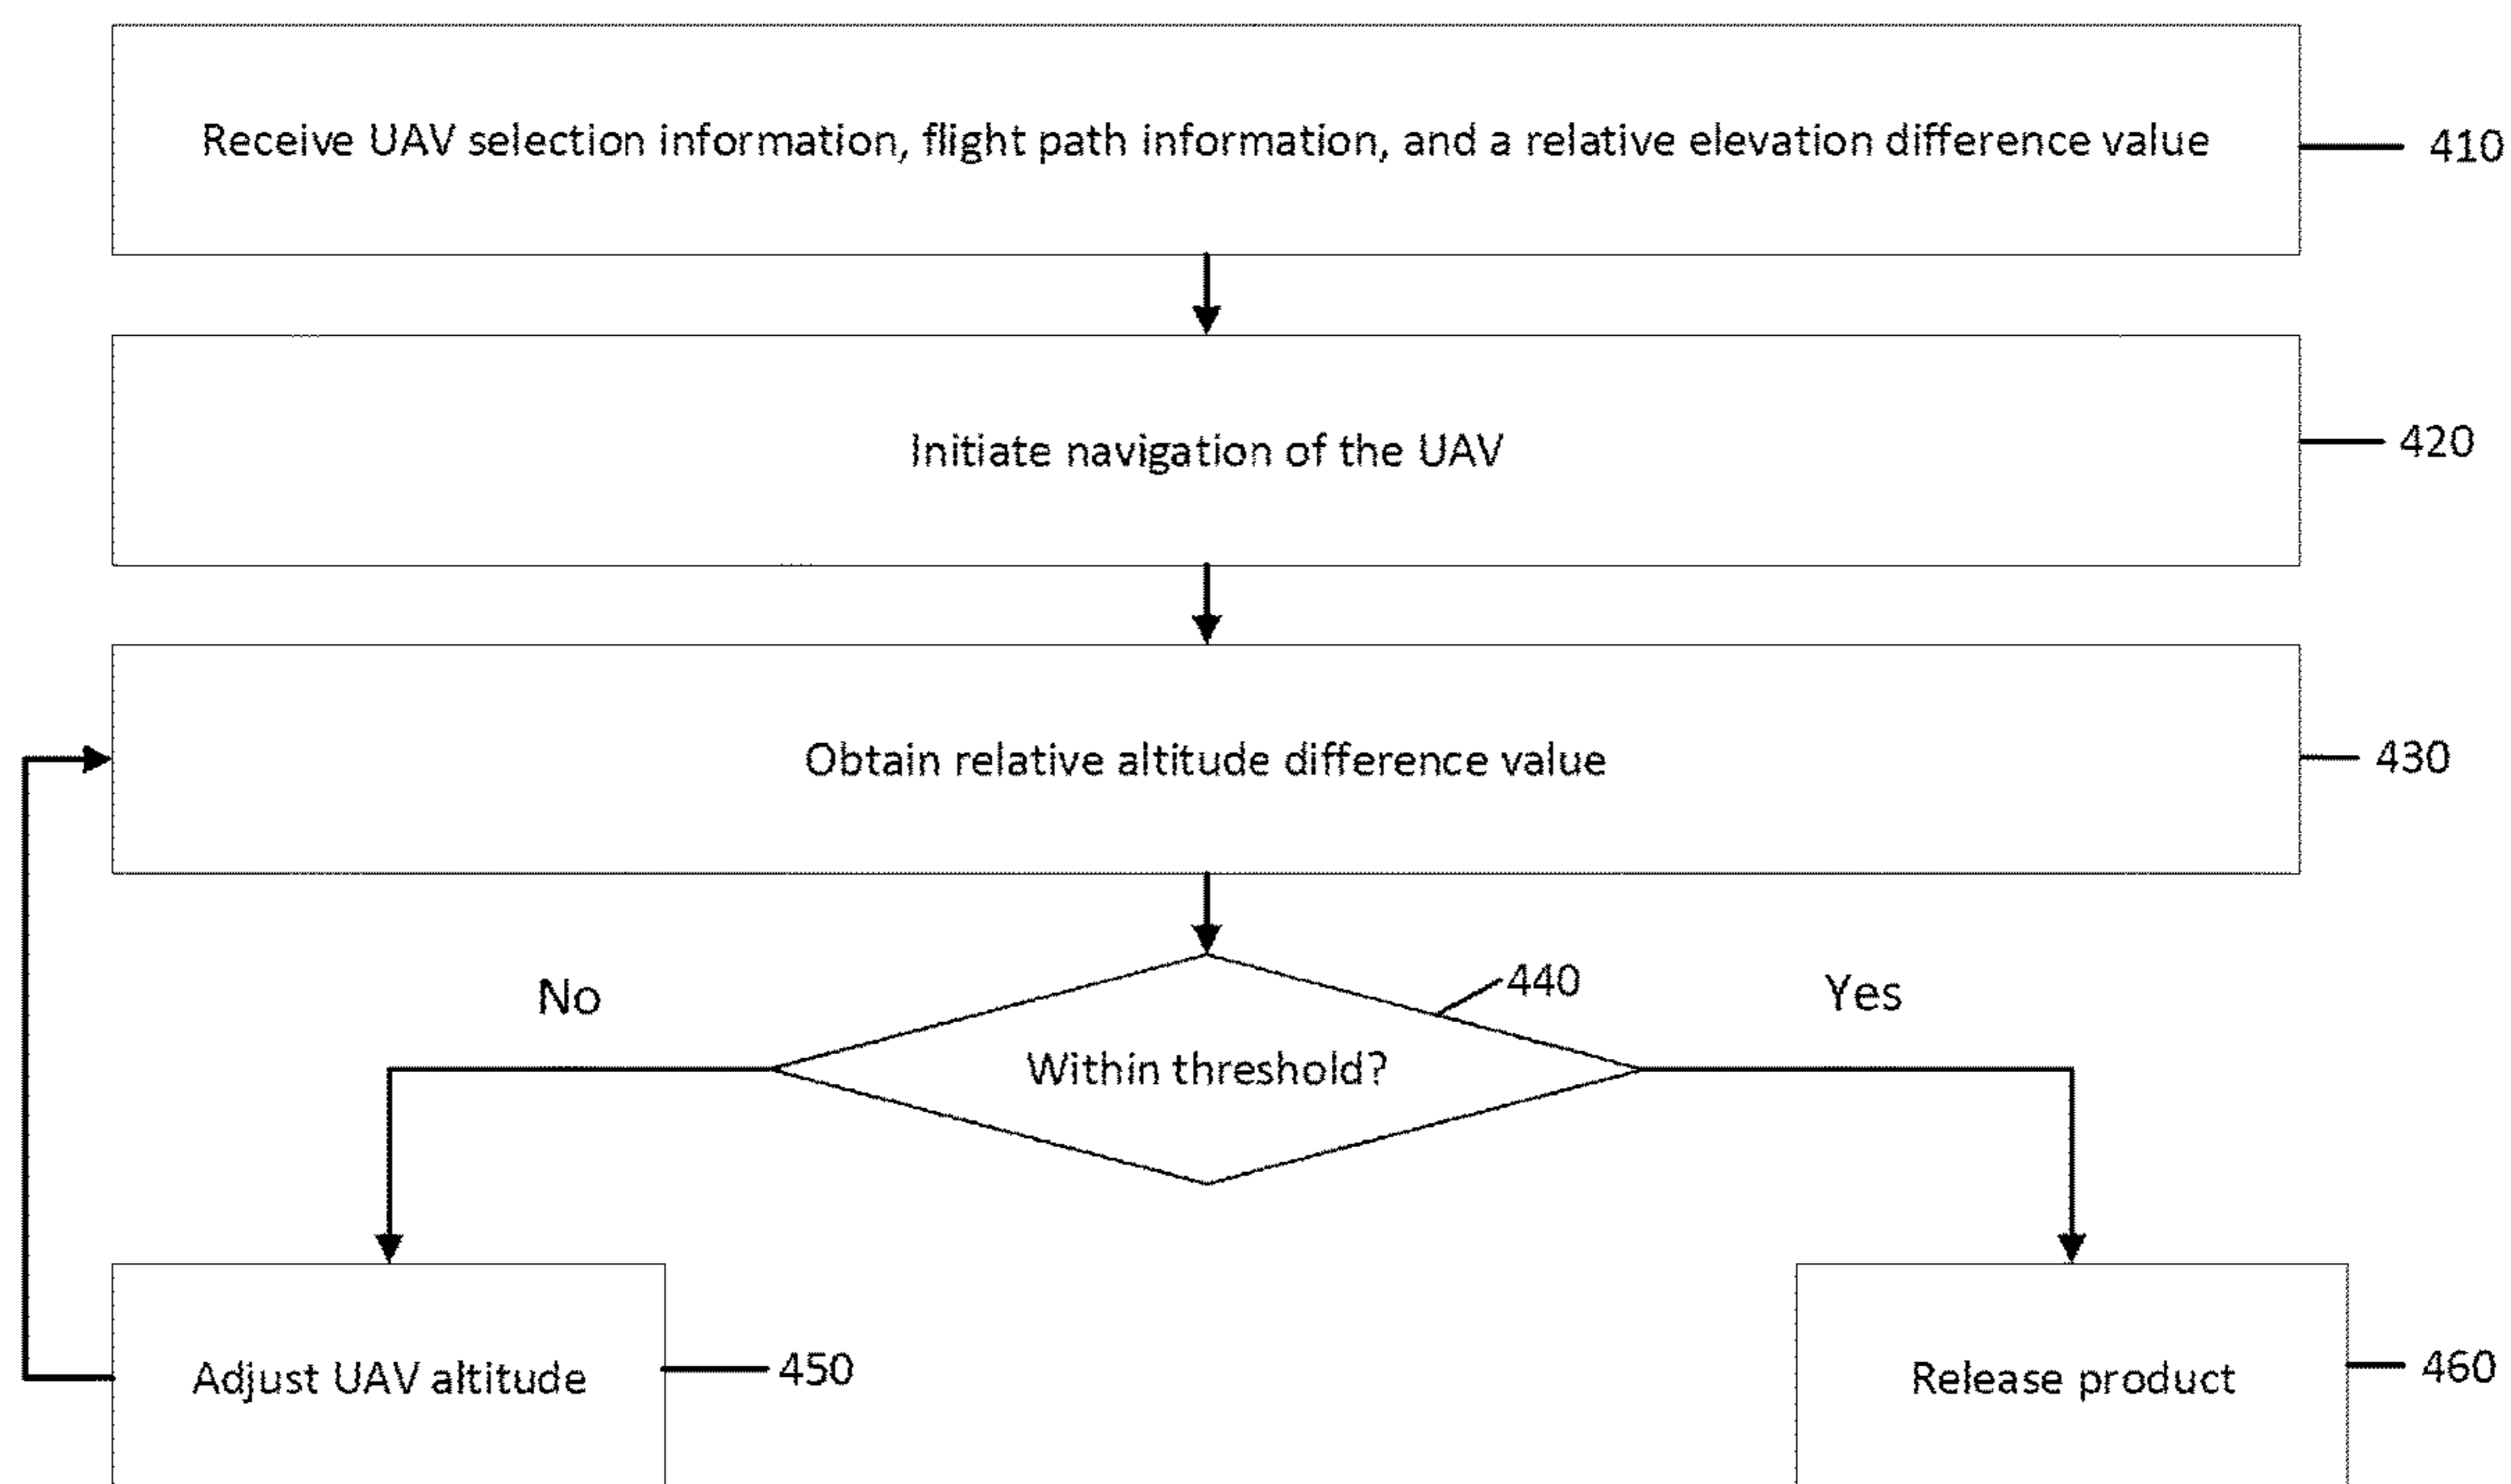 Receive UAV selection information, flight path information, and a relative elevation difference value
410
Initiate navigation of the UAV
420
Obtain relative altitude difference value
430
No
440
Yes
Within threshold?
Adjust UAV altitude
450
Release product
460